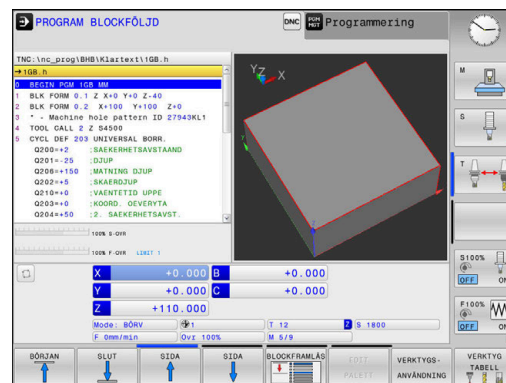 PROGRAM BLOCKFÖLJD
DNC
PGM MGT
Programmering
TNC:\nc_prog\BHB\Klartext\1GB.h
→1GB.h
0 BEGIN PGM 1GB MM
1 BLK FORM 0.1 Z X+0 Y+0 Z-40
2 BLK FORM 0.2 X+100 Y+100 Z+0
3 * - Machine hole pattern ID 27943KL1
4 TOOL CALL 2 Z S4500
5 CYCL DEF 203 UNIVERSAL BORR.
Q200=+2 ;SAEKERHETSAVSTAAND
Q201=-25 ;DJUP
Q206=+150 ;MATNING DJUP
Q202=+5 ;SKAERDJUP
Q210=+0 ;VAENTETID UPPE
Q203=+0 ;KOORD. OEVERYTA
Q204=+50 ;2. SAEKERHETSAVST.
YZ X
100% S-OVR
100% F-OVR LIMIT 1
X +0.000 B +0.000
Y +0.000 C +0.000
Z +110.000
Mode: BÖRV 1 T 12 Z S 1800
F 0mm/min Ovr 100% M 5/9
M
S
T
S100%
OFF ON
F100%
OFF ON
BÖRJAN
SLUT
SIDA
SIDA
BLOCKFRAMLÄS
EDIT PALETT
VERKTYGS-ANVÄNDNING
VERKTYG TABELL